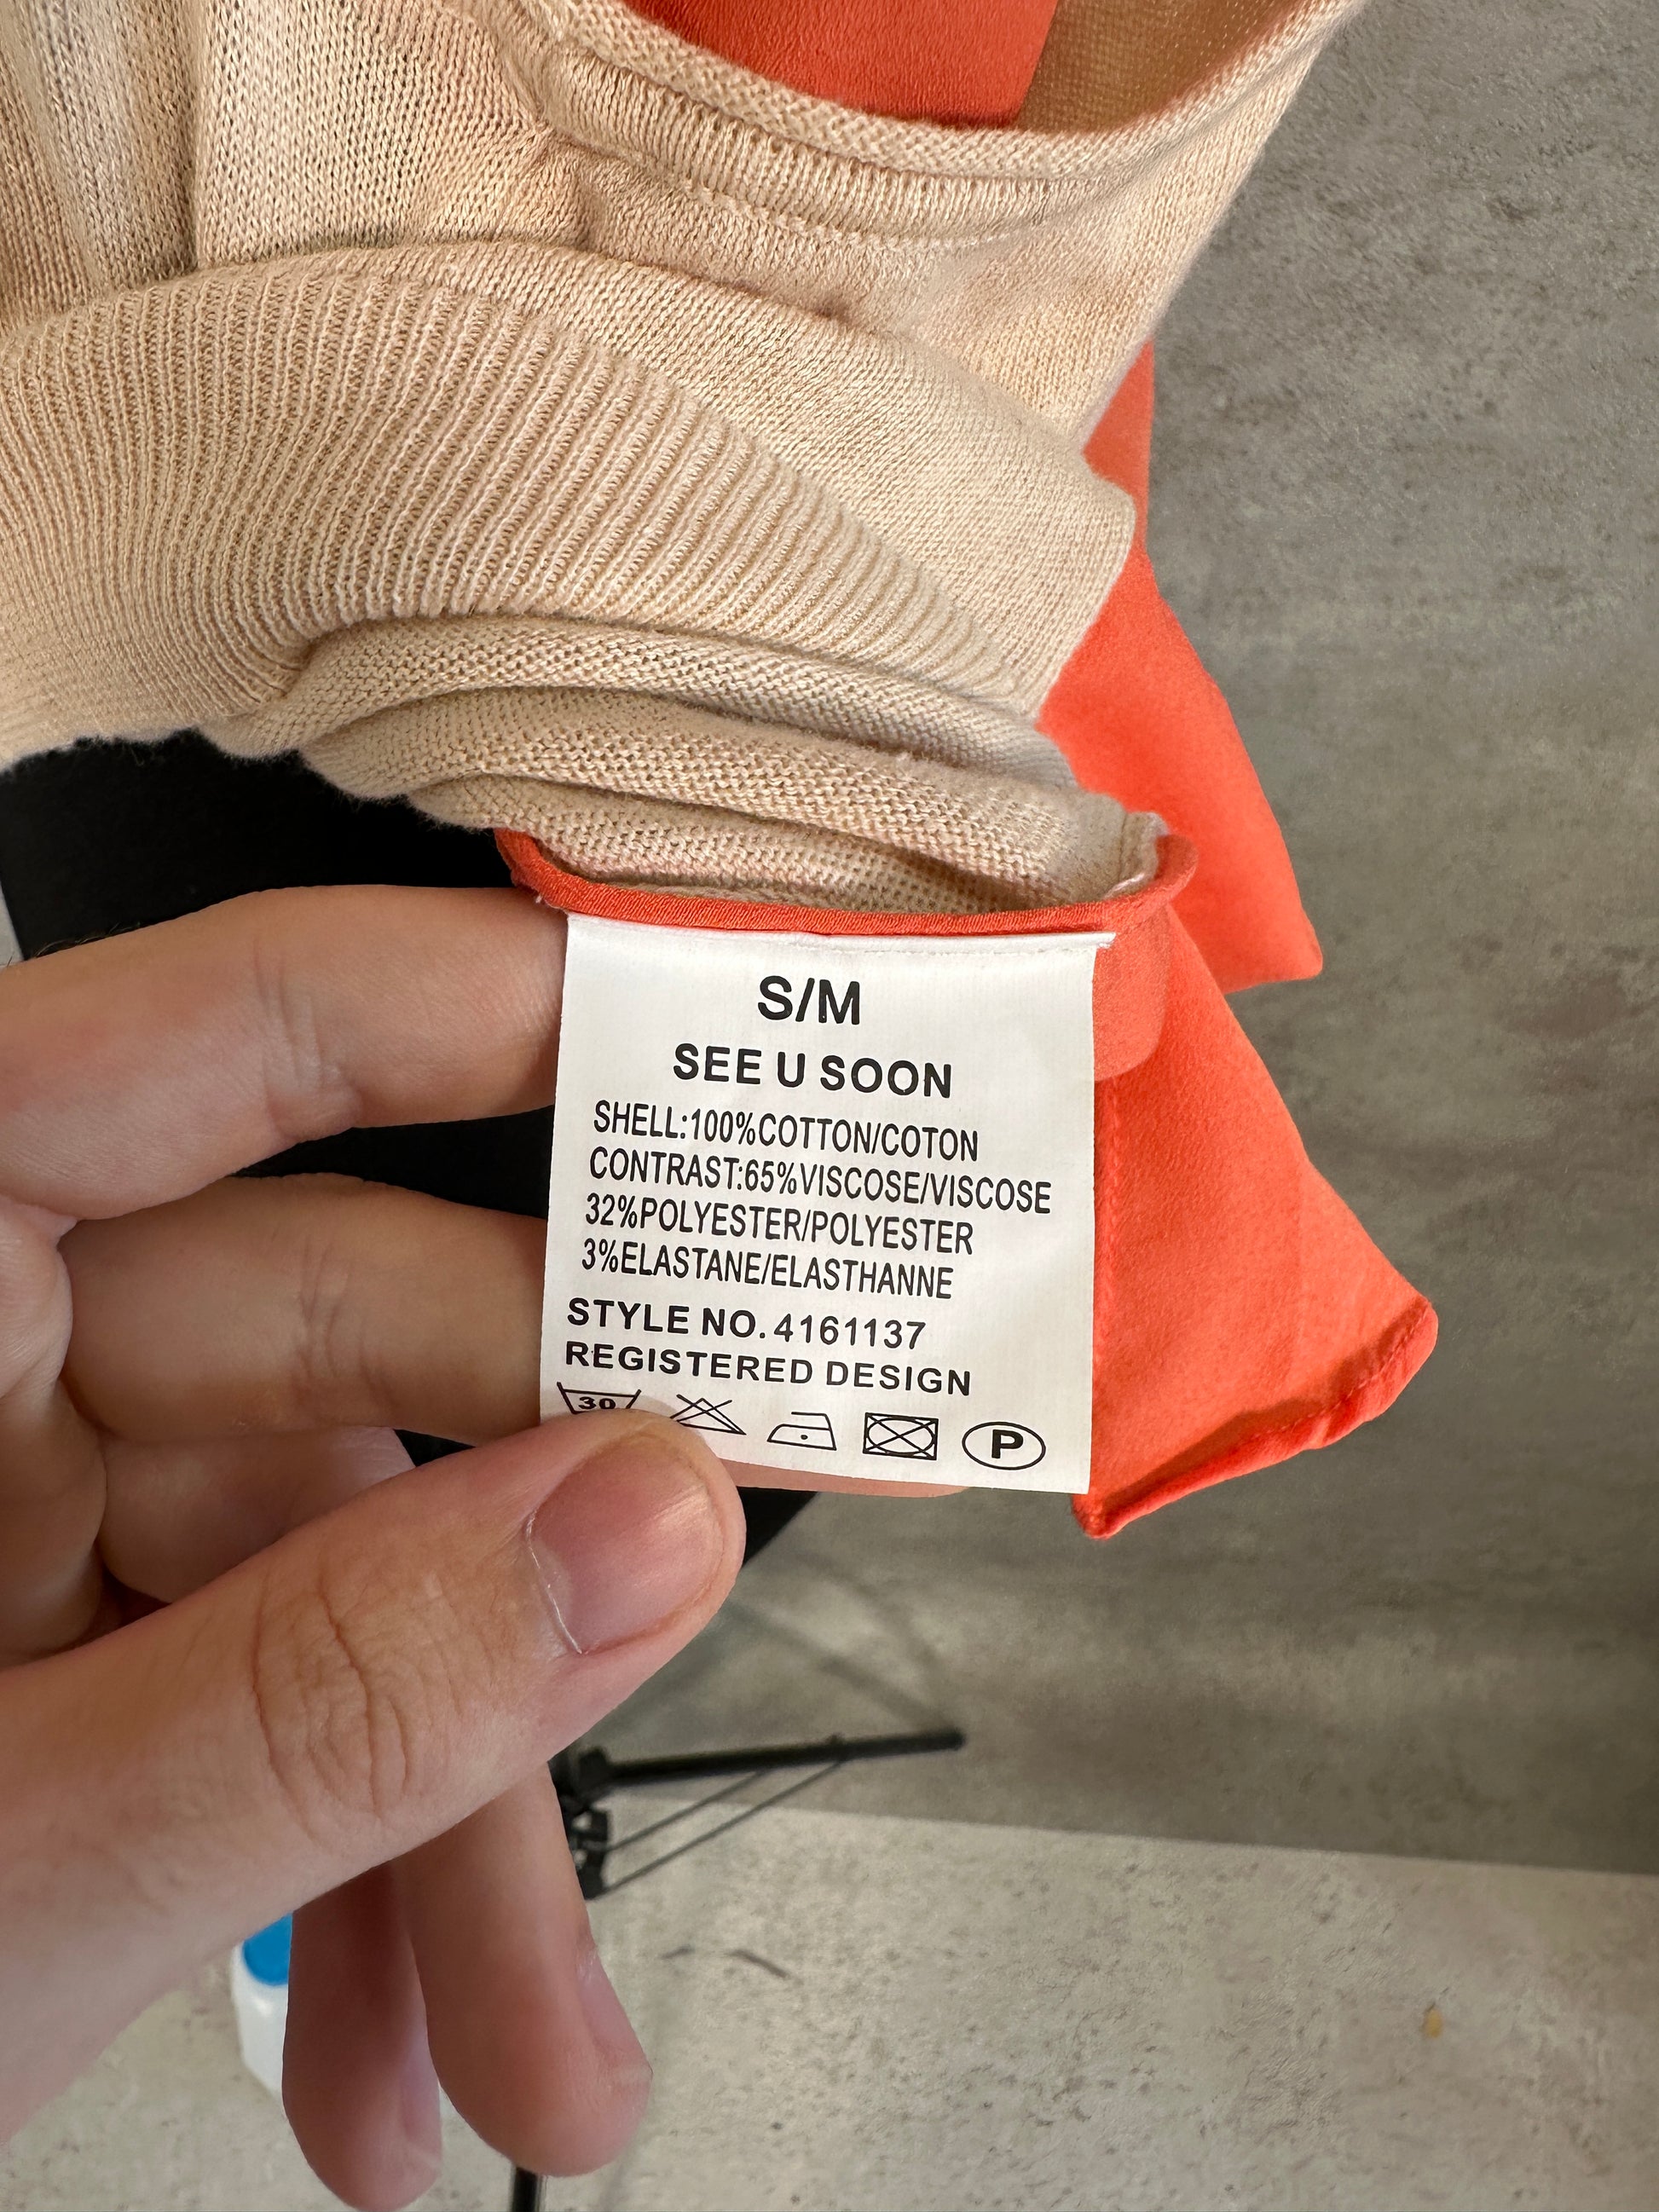 S/M
SEE U SOON
SHELL:100%COTTON/COTON
CONTRAST:65%VISCOSE/VISCOSE
32%POLYESTER/POLYESTER
3%ELASTANE/ELASTHANNE
STYLE NO. 4161137
REGISTERED DESIGN
30 P